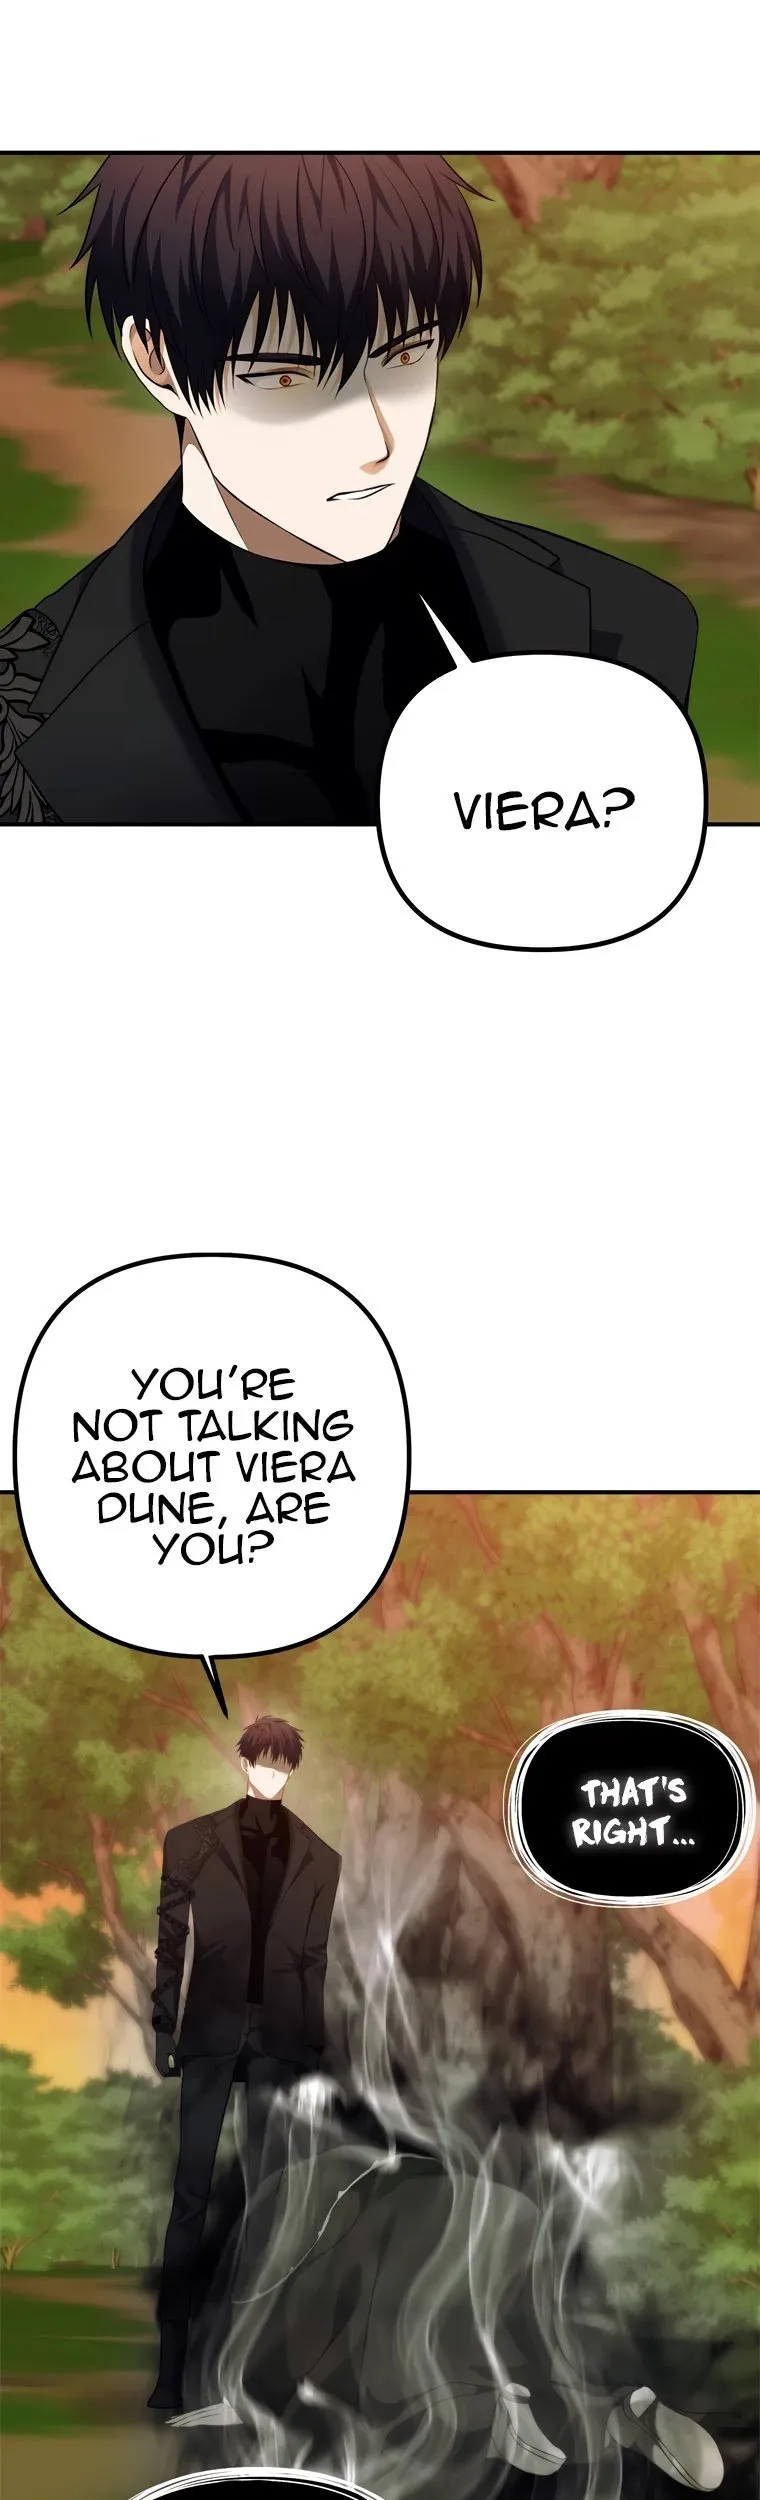 VIERA?
YOU'RE
NOT TALKING
ABOUT VIERA
DUNE, ARE
YOU?
THAT'S
RIGHT...